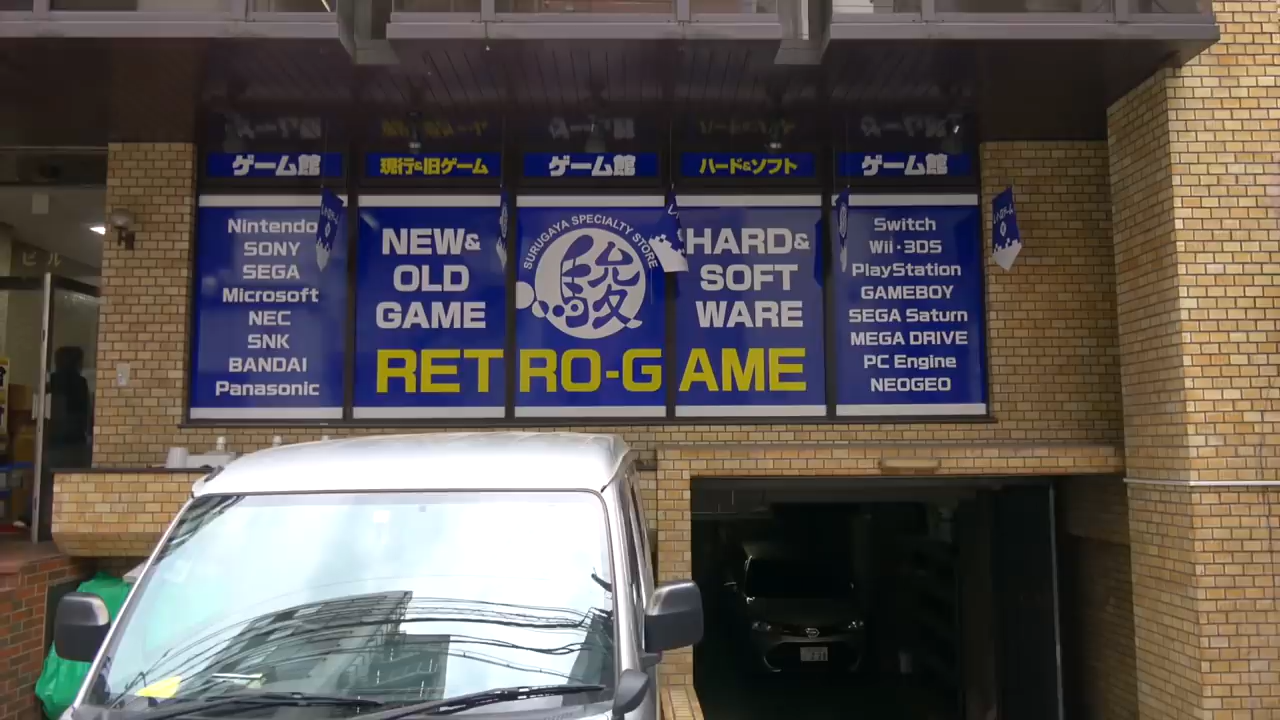 ゲーム館
現行&旧ゲーム
ゲーム館
ハード&ソフト
ゲーム館
Nintendo
SONY
SEGA
Microsoft
NEC
SNK
BANDAI
Panasonic
NEW&
OLD
GAME
SURUGAYA SPECIALTY STORE
駿
HARD&
SOFT
WARE
RETRO-GAME
Switch
Wii・3DS
PlayStation
GAMEBOY
SEGA Saturn
MEGA DRIVE
PC Engine
NEOGEO
ビル